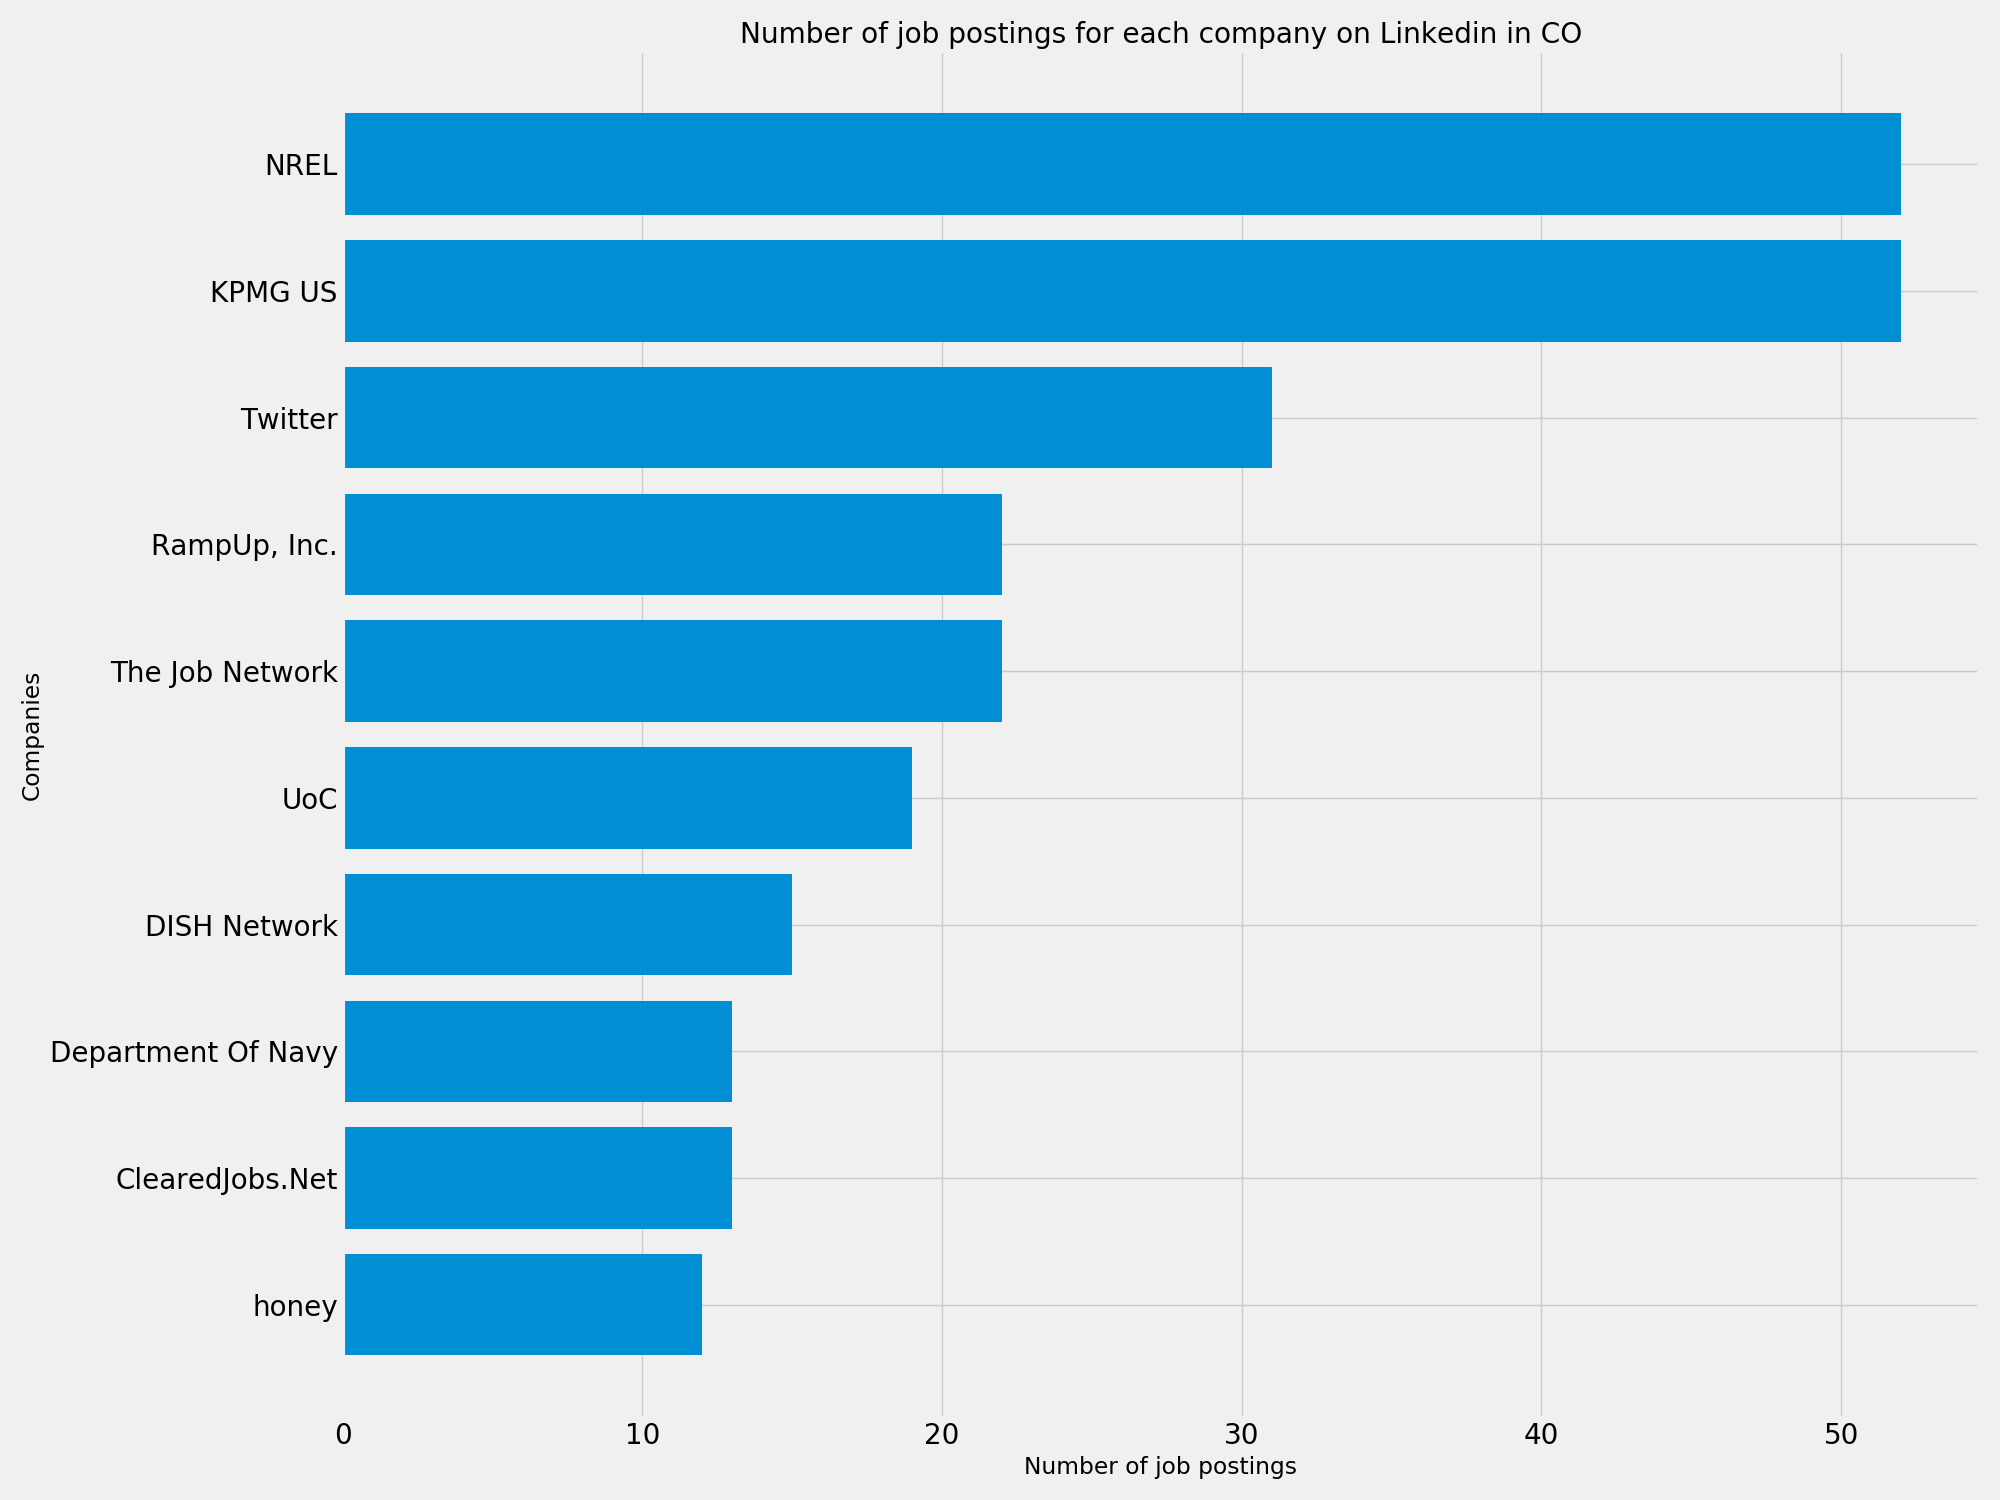 Number of job postings for each company on Linkedin in CO
NREL
KPMG US
Twitter
RampUp, Inc.
The Job Network
UoC
DISH Network
Department Of Navy
ClearedJobs.Net
honey
Companies
0 10 20 30 40 50
Number of job postings